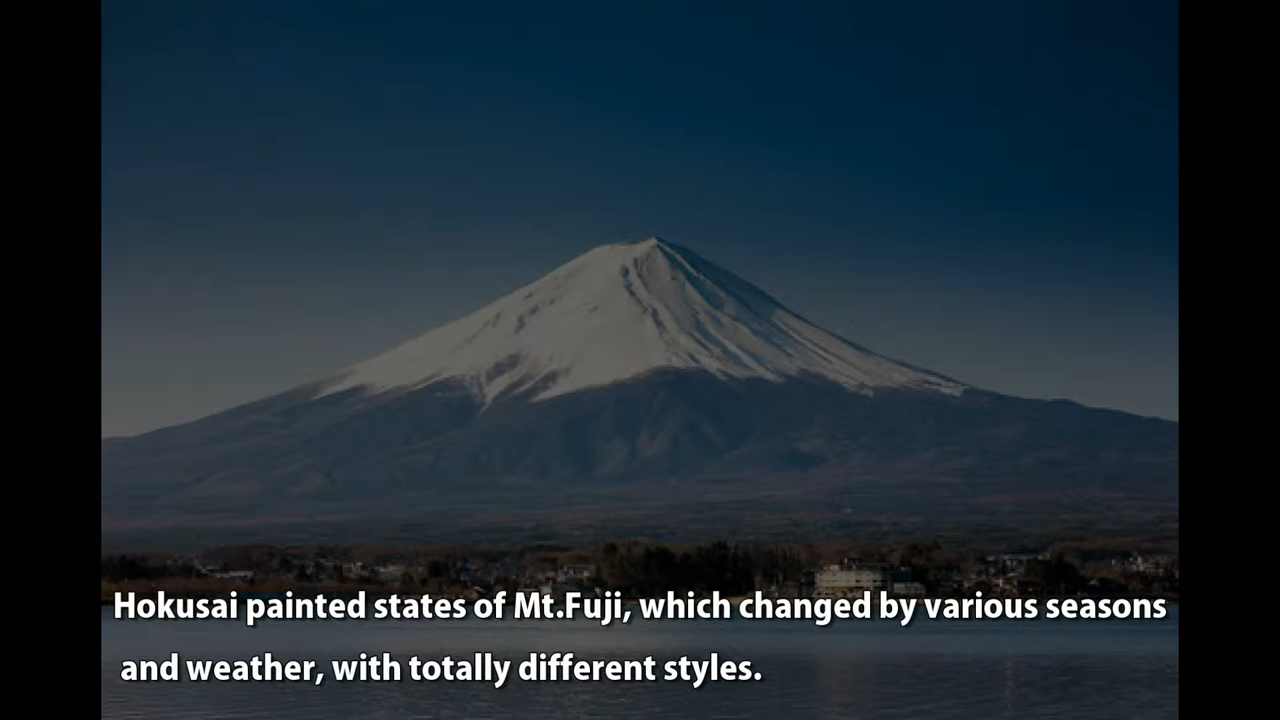 Hokusai painted states of Mt.Fuji, which changed by various seasons
and weather, with totally different styles.